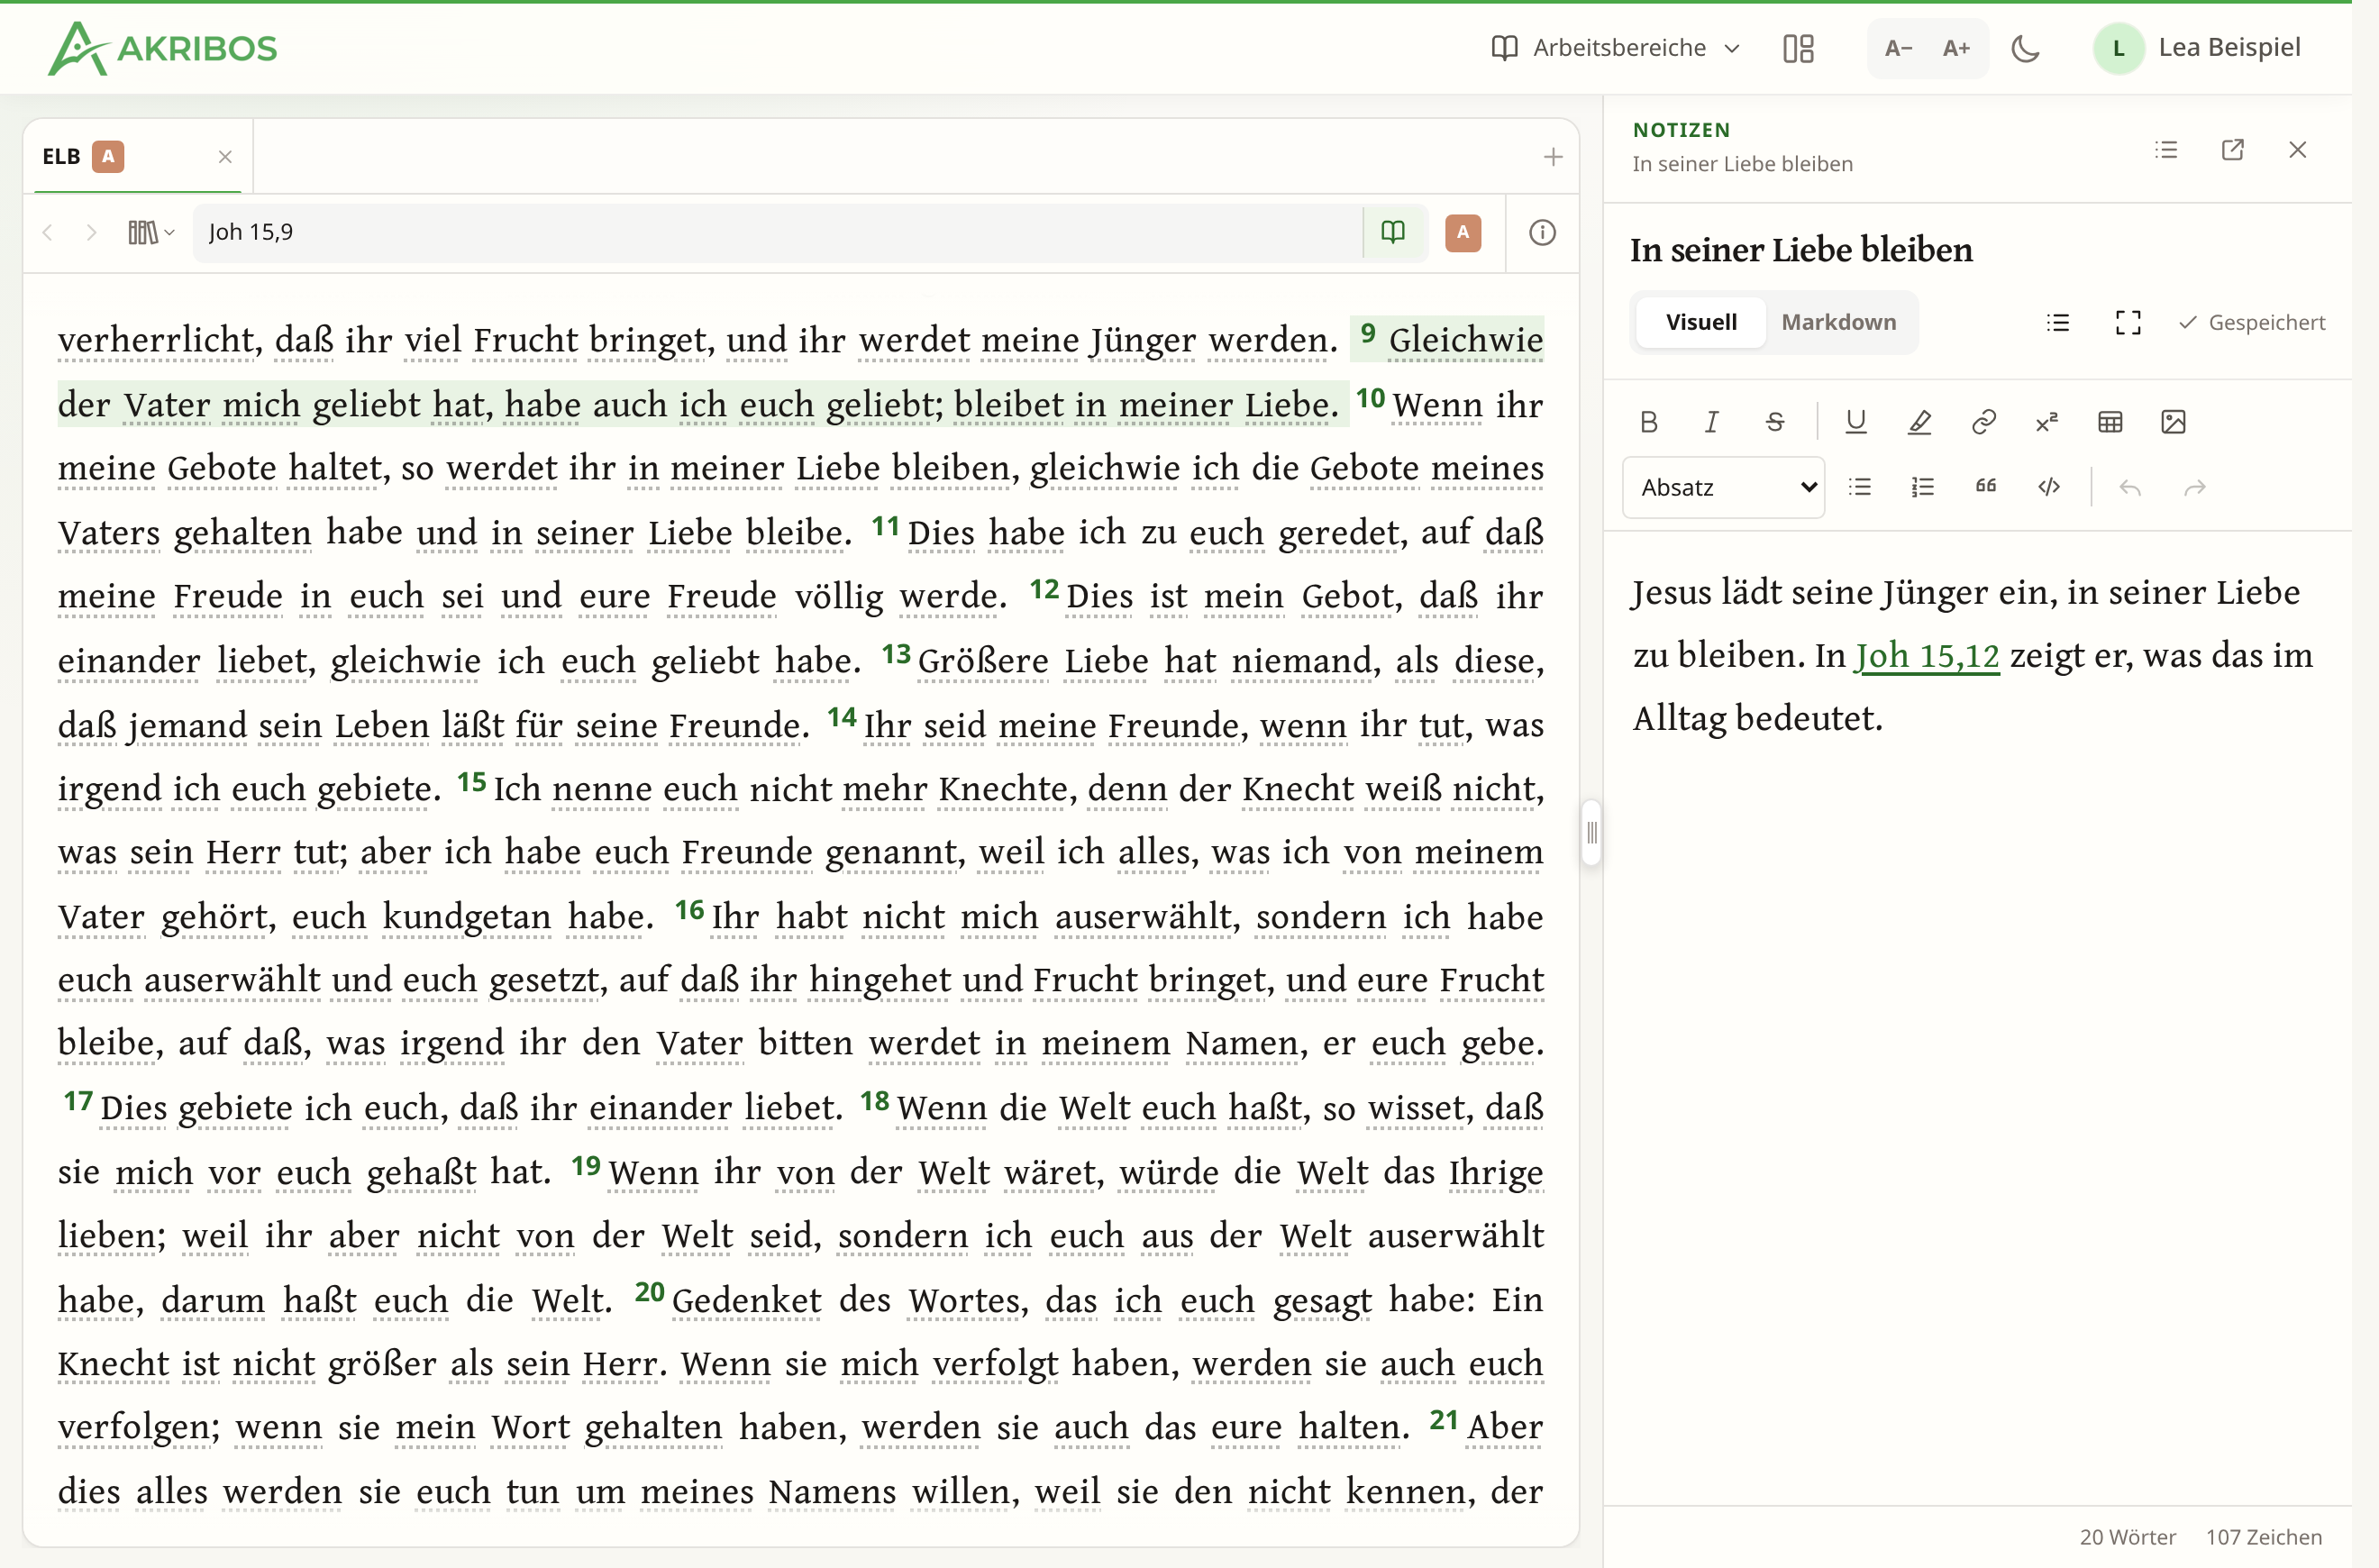 AKRIBOS
Arbeitsbereiche
A−
A+
L
Lea Beispiel
ELB A
Joh 15,9
A
verherrlicht, daß ihr viel Frucht bringet, und ihr werdet meine Jünger werden. 9 Gleichwie
der Vater mich geliebt hat, habe auch ich euch geliebt; bleibet in meiner Liebe. 10 Wenn ihr
meine Gebote haltet, so werdet ihr in meiner Liebe bleiben, gleichwie ich die Gebote meines
Vaters gehalten habe und in seiner Liebe bleibe. 11 Dies habe ich zu euch geredet, auf daß
meine Freude in euch sei und eure Freude völlig werde. 12 Dies ist mein Gebot, daß ihr
einander liebet, gleichwie ich euch geliebt habe. 13 Größere Liebe hat niemand, als diese,
daß jemand sein Leben läßt für seine Freunde. 14 Ihr seid meine Freunde, wenn ihr tut, was
irgend ich euch gebiete. 15 Ich nenne euch nicht mehr Knechte, denn der Knecht weiß nicht,
was sein Herr tut; aber ich habe euch Freunde genannt, weil ich alles, was ich von meinem
Vater gehört, euch kundgetan habe. 16 Ihr habt nicht mich auserwählt, sondern ich habe
euch auserwählt und euch gesetzt, auf daß ihr hingehet und Frucht bringet, und eure Frucht
bleibe, auf daß, was irgend ihr den Vater bitten werdet in meinem Namen, er euch gebe.
17 Dies gebiete ich euch, daß ihr einander liebet. 18 Wenn die Welt euch haßt, so wisset, daß
sie mich vor euch gehaßt hat. 19 Wenn ihr von der Welt wäret, würde die Welt das Ihrige
lieben; weil ihr aber nicht von der Welt seid, sondern ich euch aus der Welt auserwählt
habe, darum haßt euch die Welt. 20 Gedenket des Wortes, das ich euch gesagt habe: Ein
Knecht ist nicht größer als sein Herr. Wenn sie mich verfolgt haben, werden sie auch euch
verfolgen; wenn sie mein Wort gehalten haben, werden sie auch das eure halten. 21 Aber
dies alles werden sie euch tun um meines Namens willen, weil sie den nicht kennen, der
NOTIZEN
In seiner Liebe bleiben
In seiner Liebe bleiben
Visuell
Markdown
Gespeichert
B I S U x²
Absatz
Jesus lädt seine Jünger ein, in seiner Liebe
zu bleiben. In Joh 15,12 zeigt er, was das im
Alltag bedeutet.
20 Wörter
107 Zeichen